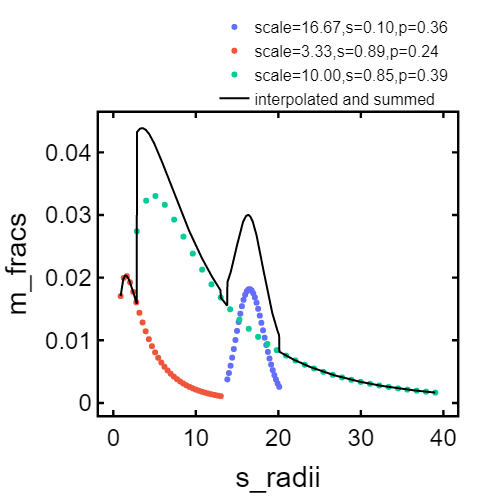 scale=16.67,s=0.10,p=0.36
scale=3.33,s=0.89,p=0.24
scale=10.00,s=0.85,p=0.39
interpolated and summed
0.04
0.03
0.02
0.01
0
m_fracs
0 10 20 30 40
s_radii